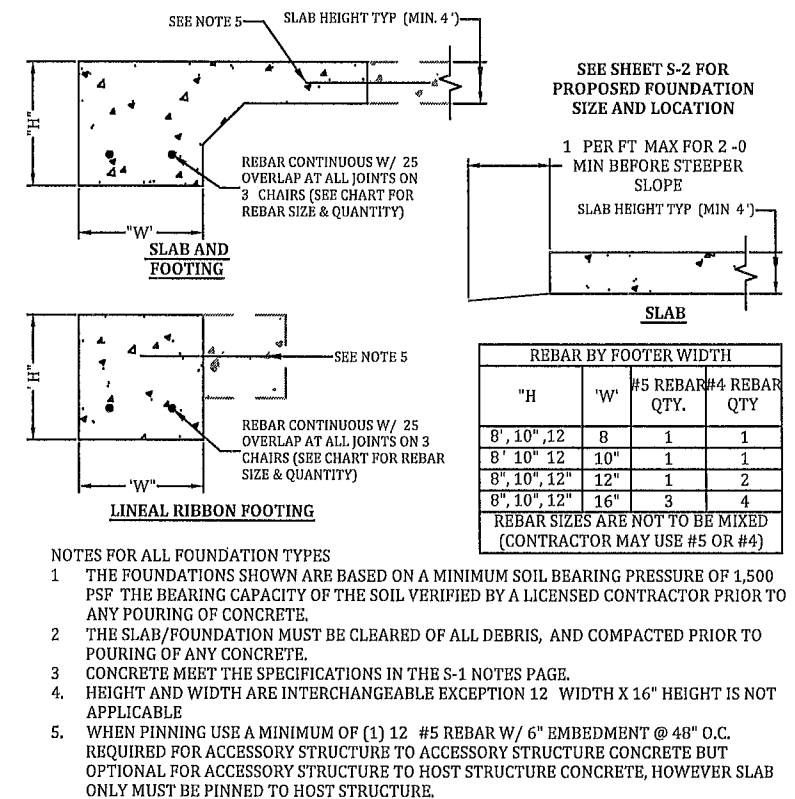 SEE NOTE 5
SLAB HEIGHT TYP (MIN. 4')
"H"
REBAR CONTINUOUS W/ 25
OVERLAP AT ALL JOINTS ON
3 CHAIRS (SEE CHART FOR
REBAR SIZE & QUANTITY)
"W'
SLAB AND
FOOTING
SEE SHEET S-2 FOR
PROPOSED FOUNDATION
SIZE AND LOCATION
1 PER FT MAX FOR 2 -0
MIN BEFORE STEEPER
SLOPE
SLAB HEIGHT TYP (MIN 4')
SLAB
'H"
SEE NOTE 5
REBAR CONTINUOUS W/ 25
OVERLAP AT ALL JOINTS ON 3
CHAIRS (SEE CHART FOR REBAR
SIZE & QUANTITY)
'W"
LINEAL RIBBON FOOTING
REBAR BY FOOTER WIDTH
"H 'W' #5 REBAR QTY. #4 REBAR QTY
8', 10", 12 8 1 1
8' 10" 12 10" 1 1
8", 10", 12" 12" 1 2
8", 10", 12" 16" 3 4
REBAR SIZES ARE NOT TO BE MIXED
(CONTRACTOR MAY USE #5 OR #4)
NOTES FOR ALL FOUNDATION TYPES
1 THE FOUNDATIONS SHOWN ARE BASED ON A MINIMUM SOIL BEARING PRESSURE OF 1,500
PSF THE BEARING CAPACITY OF THE SOIL VERIFIED BY A LICENSED CONTRACTOR PRIOR TO
ANY POURING OF CONCRETE.
2 THE SLAB/FOUNDATION MUST BE CLEARED OF ALL DEBRIS, AND COMPACTED PRIOR TO
POURING OF ANY CONCRETE.
3 CONCRETE MEET THE SPECIFICATIONS IN THE S-1 NOTES PAGE.
4. HEIGHT AND WIDTH ARE INTERCHANGEABLE EXCEPTION 12 WIDTH X 16" HEIGHT IS NOT
APPLICABLE
5. WHEN PINNING USE A MINIMUM OF (1) 12 #5 REBAR W/ 6" EMBEDMENT @ 48" O.C.
REQUIRED FOR ACCESSORY STRUCTURE TO ACCESSORY STRUCTURE CONCRETE BUT
OPTIONAL FOR ACCESSORY STRUCTURE TO HOST STRUCTURE CONCRETE, HOWEVER SLAB
ONLY MUST BE PINNED TO HOST STRUCTURE.